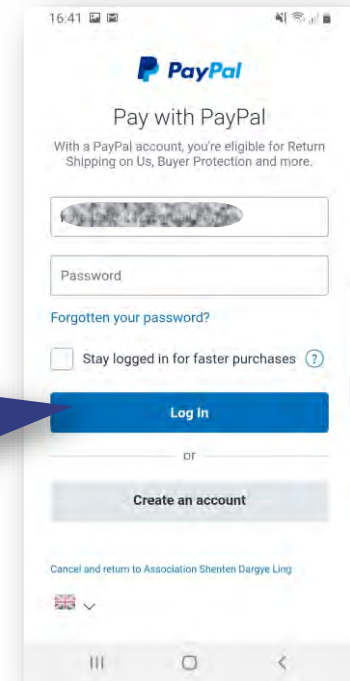 16:41
PayPal
Pay with PayPal
With a PayPal account, you're eligible for Return
Shipping on Us, Buyer Protection and more.
Password
Forgotten your password?
Stay logged in for faster purchases ?
Log In
or
Create an account
Cancel and return to Association Shenten Dargye Ling